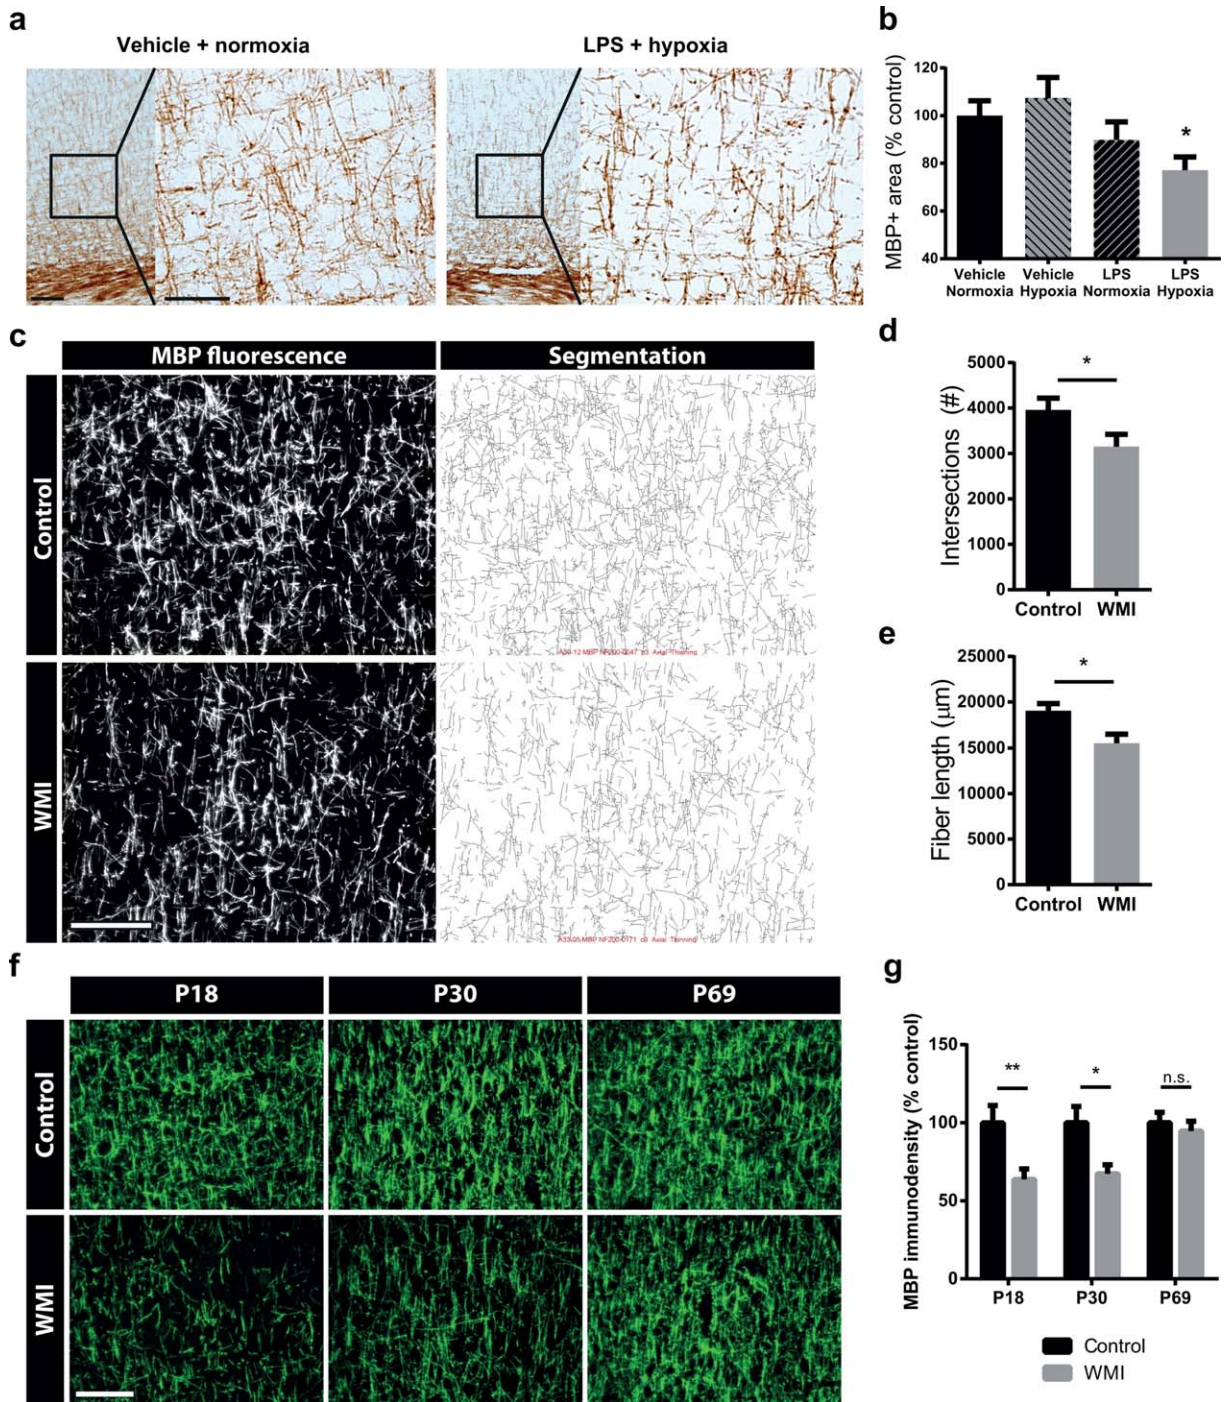 a
Vehicle + normoxia
LPS + hypoxia
b
MBP+ area (% control)
120
100
80
60
40
*
Vehicle Normoxia
Vehicle Hypoxia
LPS Normoxia
LPS Hypoxia
c
MBP fluorescence
Segmentation
Control
WMI
d
Intersections (#)
5000
4000
3000
2000
1000
0
*
Control WMI
e
Fiber length (μm)
25000
20000
15000
10000
5000
0
*
Control WMI
f
P18
P30
P69
Control
WMI
g
MBP immunodensity (% control)
150
100
50
0
**
*
n.s.
P18 P30 P69
Control
WMI